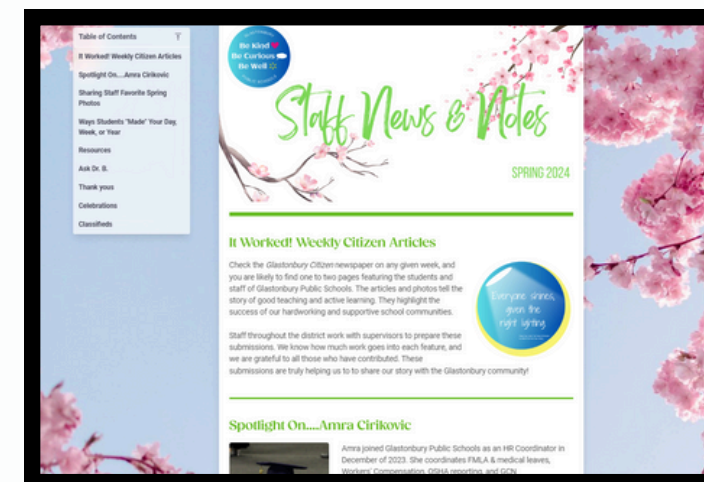 Table of Contents
It Worked! Weekly Citizen Articles
Spotlight On....Amra Cirikovic
Sharing Staff Favorite Spring
Photos
Ways Students "Made" Your Day,
Week, or Year
Resources
Ask Dr. B.
Thank yous
Celebrations
Classifieds
Be Kind
Be Curious
Be Well
Staff News & Notes
SPRING 2024
It Worked! Weekly Citizen Articles
Check the Glastonbury Citizen newspaper on any given week, and
you are likely to find one to two pages featuring the students and
staff of Glastonbury Public Schools. The articles and photos tell the
story of good teaching and active learning. They highlight the
success of our hardworking and supportive school communities.
Everyone shines,
given the
right lighting.
Staff throughout the district work with supervisors to prepare these
submissions. We know how much work goes into each feature, and
we are grateful to all those who have contributed. These
submissions are truly helping us to to share our story with the Glastonbury community!
Spotlight On....Amra Cirikovic
Amra joined Glastonbury Public Schools as an HR Coordinator in
December of 2023. She coordinates FMLA & medical leaves,
Workers' Compensation, OSHA reporting, and GCN